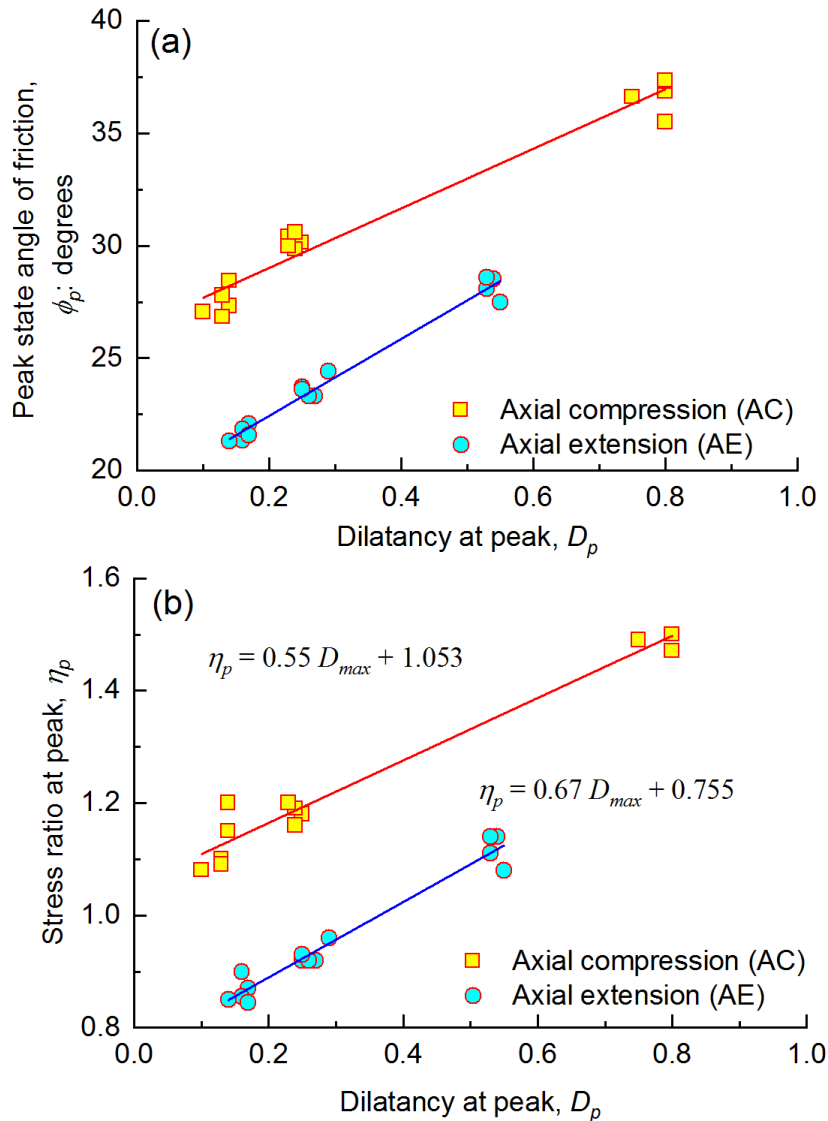 (a)
40
35
30
25
20
Peak state angle of friction,
ϕp: degrees
Axial compression (AC)
Axial extension (AE)
0.0 0.2 0.4 0.6 0.8 1.0
Dilatancy at peak, Dp
(b)
1.6
1.4
1.2
1.0
0.8
Stress ratio at peak, ηp
ηp = 0.55 Dmax + 1.053
ηp = 0.67 Dmax + 0.755
Axial compression (AC)
Axial extension (AE)
0.0 0.2 0.4 0.6 0.8 1.0
Dilatancy at peak, Dp